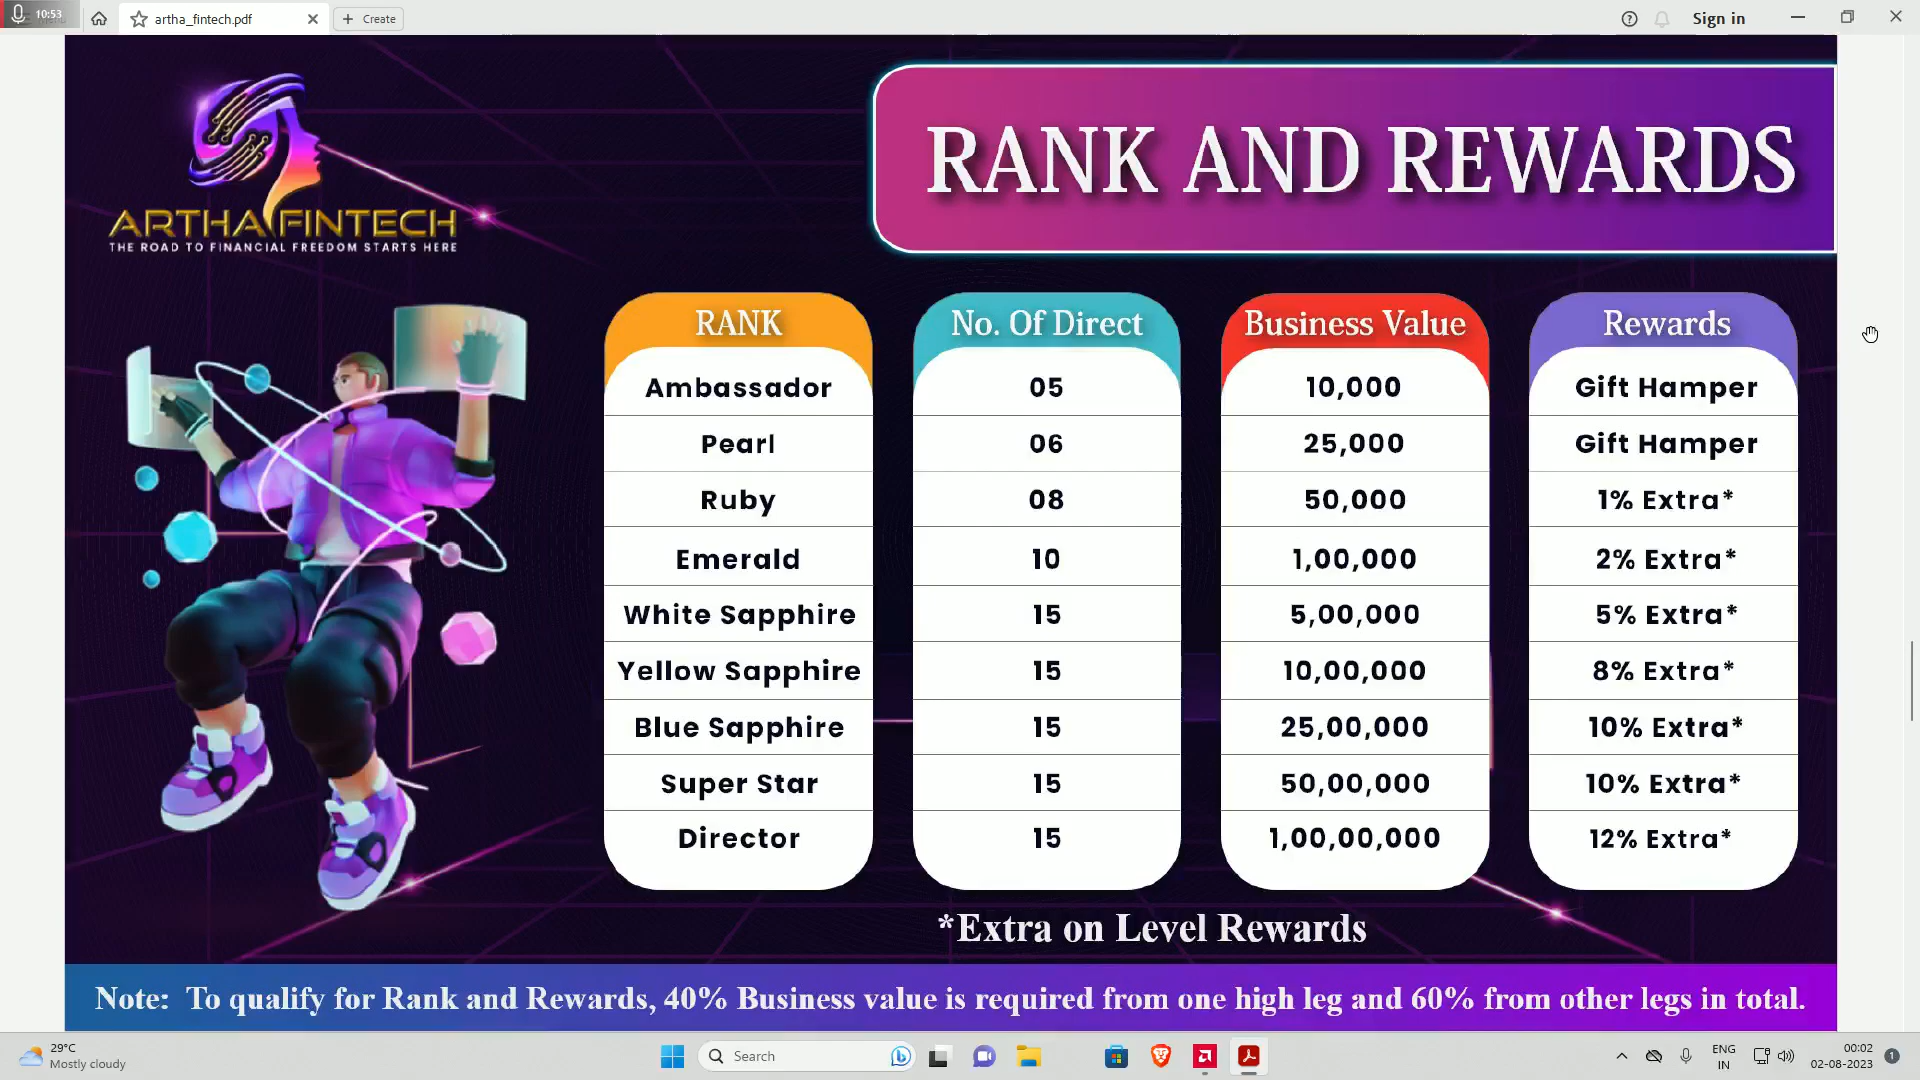 10:53
artha_fintech.pdf
Create
Sign in
ARTHA FINTECH
THE ROAD TO FINANCIAL FREEDOM STARTS HERE
RANK AND REWARDS
RANK No. Of Direct Business Value Rewards
Ambassador 05 10,000 Gift Hamper
Pearl 06 25,000 Gift Hamper
Ruby 08 50,000 1% Extra*
Emerald 10 1,00,000 2% Extra*
White Sapphire 15 5,00,000 5% Extra*
Yellow Sapphire 15 10,00,000 8% Extra*
Blue Sapphire 15 25,00,000 10% Extra*
Super Star 15 50,00,000 10% Extra*
Director 15 1,00,00,000 12% Extra*
*Extra on Level Rewards
Note: To qualify for Rank and Rewards, 40% Business value is required from one high leg and 60% from other legs in total.
29°C
Mostly cloudy
Search
ENG
IN
00:02
02-08-2023
1